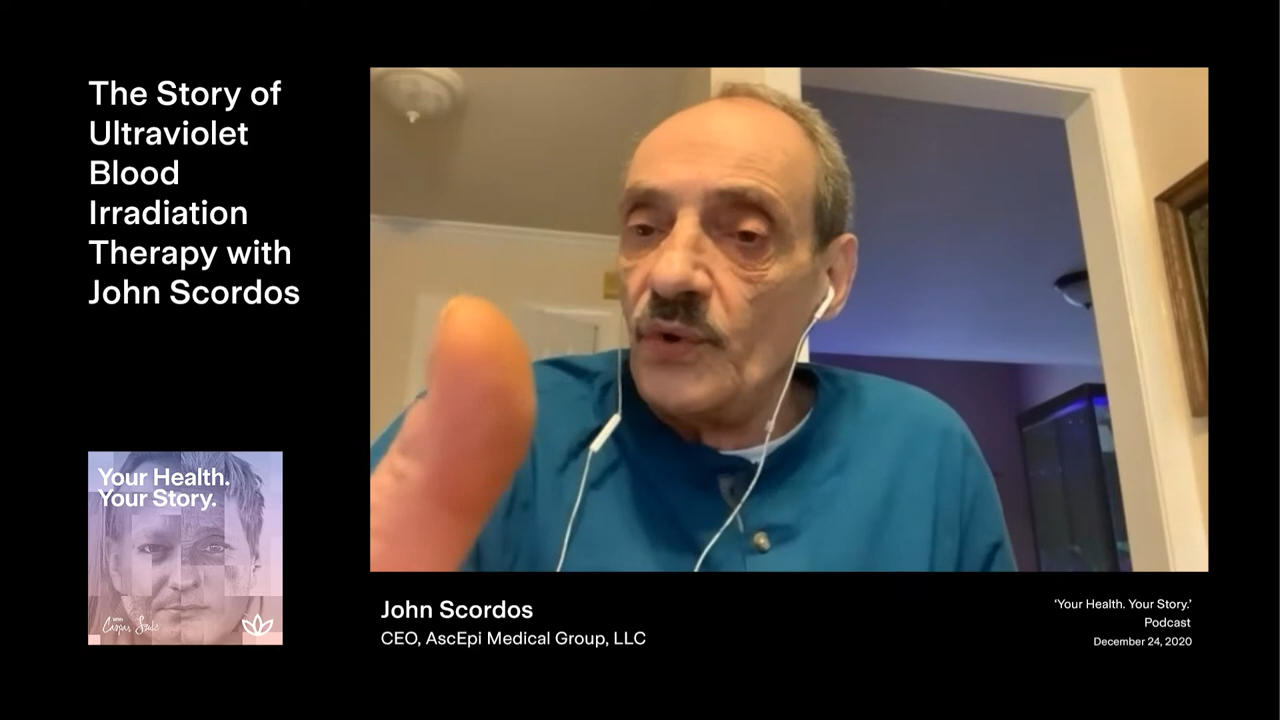 The Story of
Ultraviolet
Blood
Irradiation
Therapy with
John Scordos
Your Health.
Your Story.
WITH
John Scordos
CEO, AscEpi Medical Group, LLC
‘Your Health. Your Story.’
Podcast
December 24, 2020